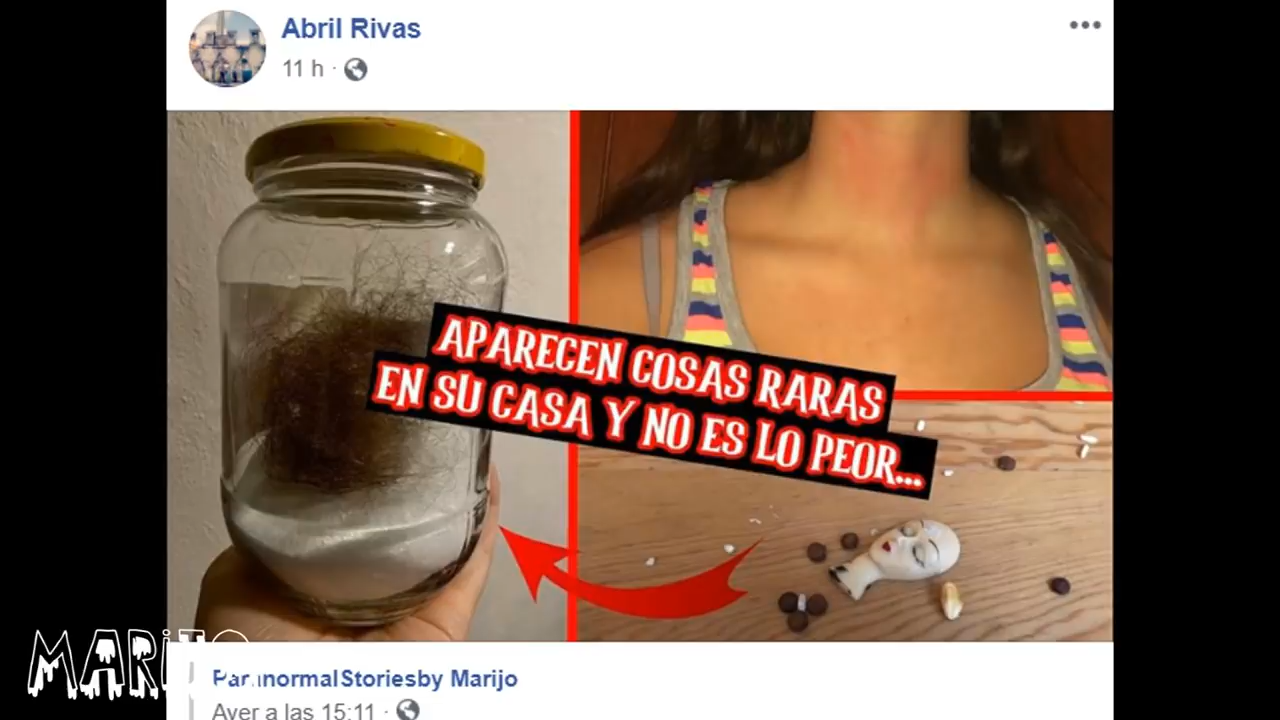 Abril Rivas
11 h ·
APARECEN COSAS RARAS
EN SU CASA Y NO ES LO PEOR...
ParanormalStoriesby Marijo
Ayer a las 15:11 ·